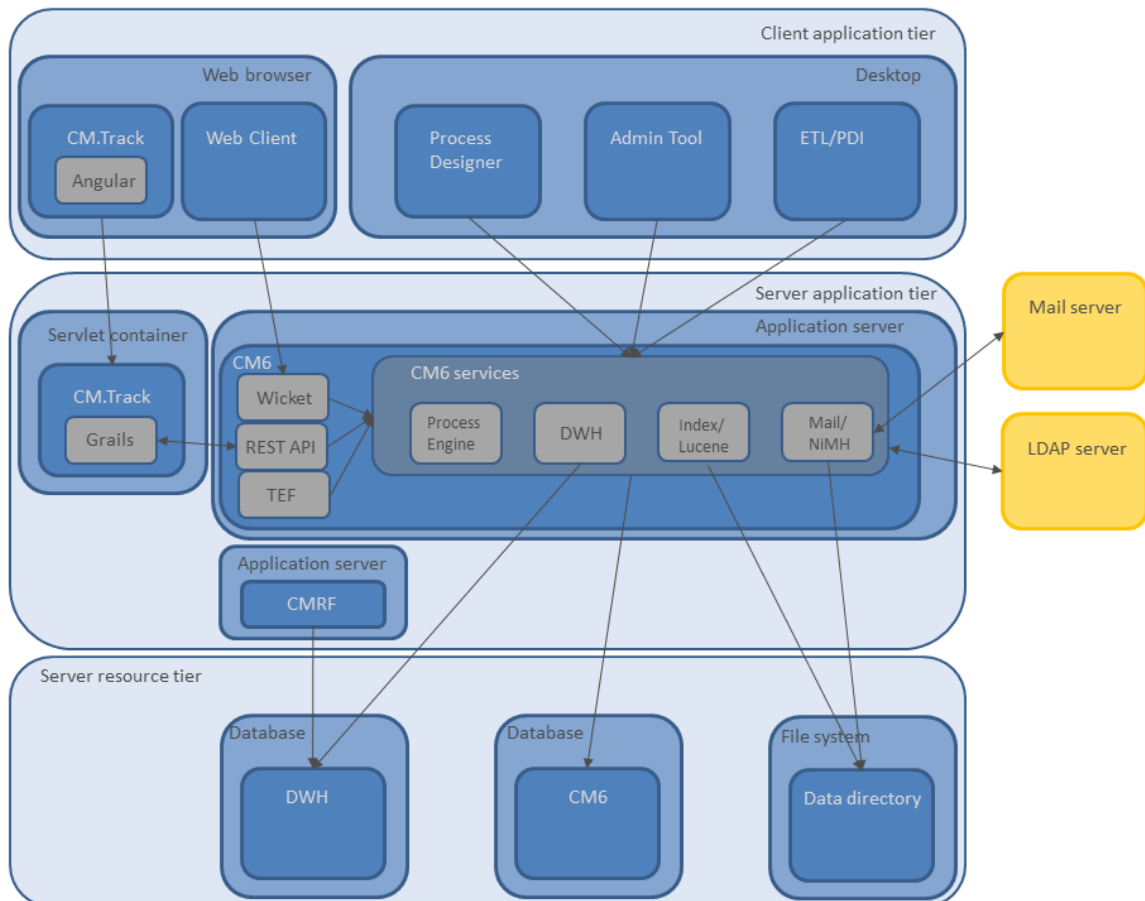 Client application tier
Web browser
Desktop
CM.Track
Angular
Web Client
Process
Designer
Admin Tool
ETL/PDI
Server application tier
Servlet container
Application server
Mail server
CM.Track
Grails
CM6
Wicket
REST API
TEF
CM6 services
Process
Engine
DWH
Index/
Lucene
Mail/
NiMH
LDAP server
Application server
CMRF
Server resource tier
Database
DWH
Database
CM6
File system
Data directory